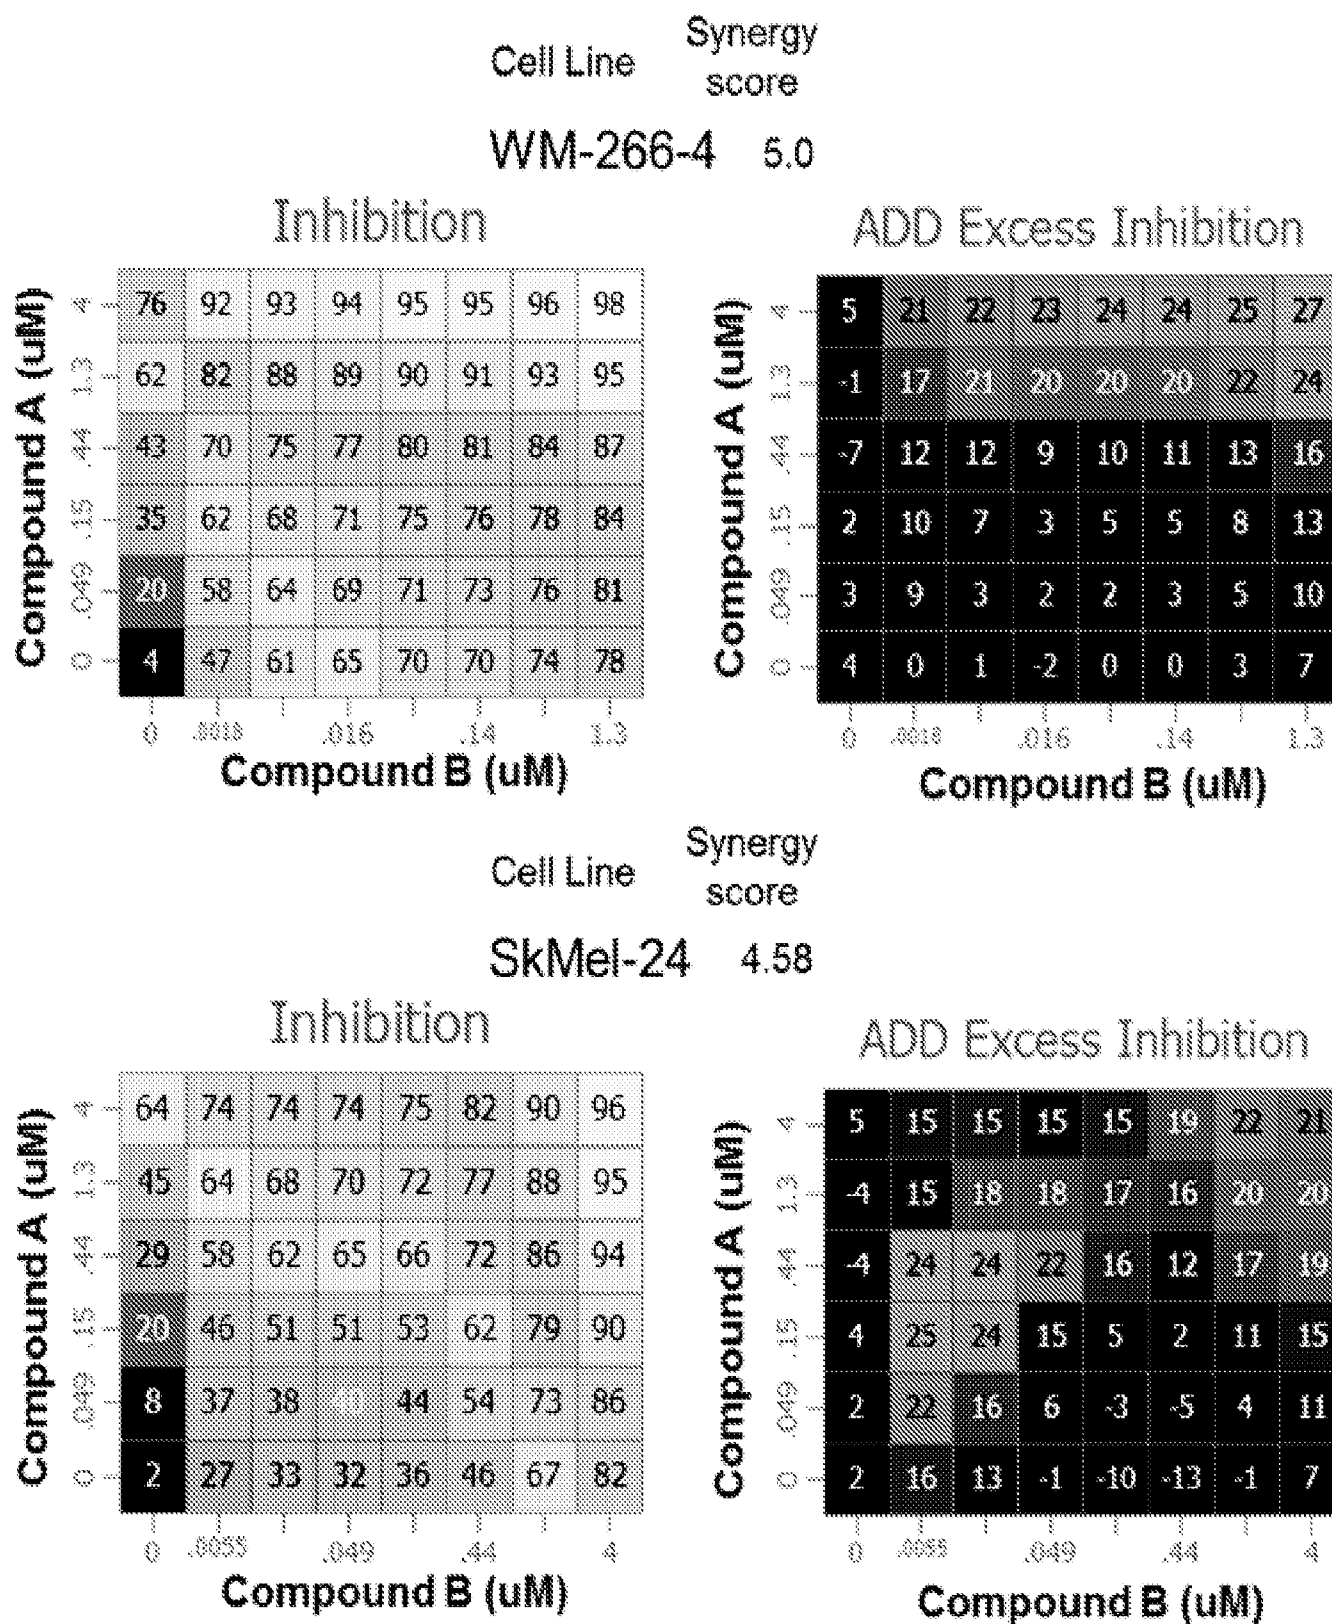 Cell Line Synergy score
WM-266-4 5.0
Inhibition
Compound A (uM)
4 76 92 93 94 95 95 96 98
1.3 62 82 88 89 90 91 93 95
.44 43 70 75 77 80 81 84 87
.15 35 62 68 71 75 76 78 84
.049 20 58 64 69 71 73 76 81
0 4 47 61 65 70 70 74 78
0 .0018 .016 .14 1.3
Compound B (uM)
ADD Excess Inhibition
Compound A (uM)
4 5 21 22 23 24 24 25 27
1.3 -1 17 21 20 20 20 22 24
.44 -7 12 12 9 10 11 13 16
.15 2 10 7 3 5 5 8 13
.049 3 9 3 2 2 3 5 10
0 4 0 1 -2 0 0 3 7
0 .0018 .016 .14 1.3
Compound B (uM)
Cell Line Synergy score
SkMel-24 4.58
Inhibition
Compound A (uM)
4 64 74 74 74 75 82 90 96
1.3 45 64 68 70 72 77 88 95
.44 29 58 62 65 66 72 86 94
.15 20 46 51 51 53 62 79 90
.049 8 37 38 44 54 73 86
0 2 27 33 32 36 46 67 82
0 .0055 .049 .44 4
Compound B (uM)
ADD Excess Inhibition
Compound A (uM)
4 5 15 15 15 15 19 22 21
1.3 -4 15 18 18 17 16 20 20
.44 -4 24 24 22 16 12 17 19
.15 4 25 24 15 5 2 11 15
.049 2 22 16 6 -3 -5 4 11
0 2 16 13 -1 -10 -13 -1 7
0 .0055 .049 .44 4
Compound B (uM)